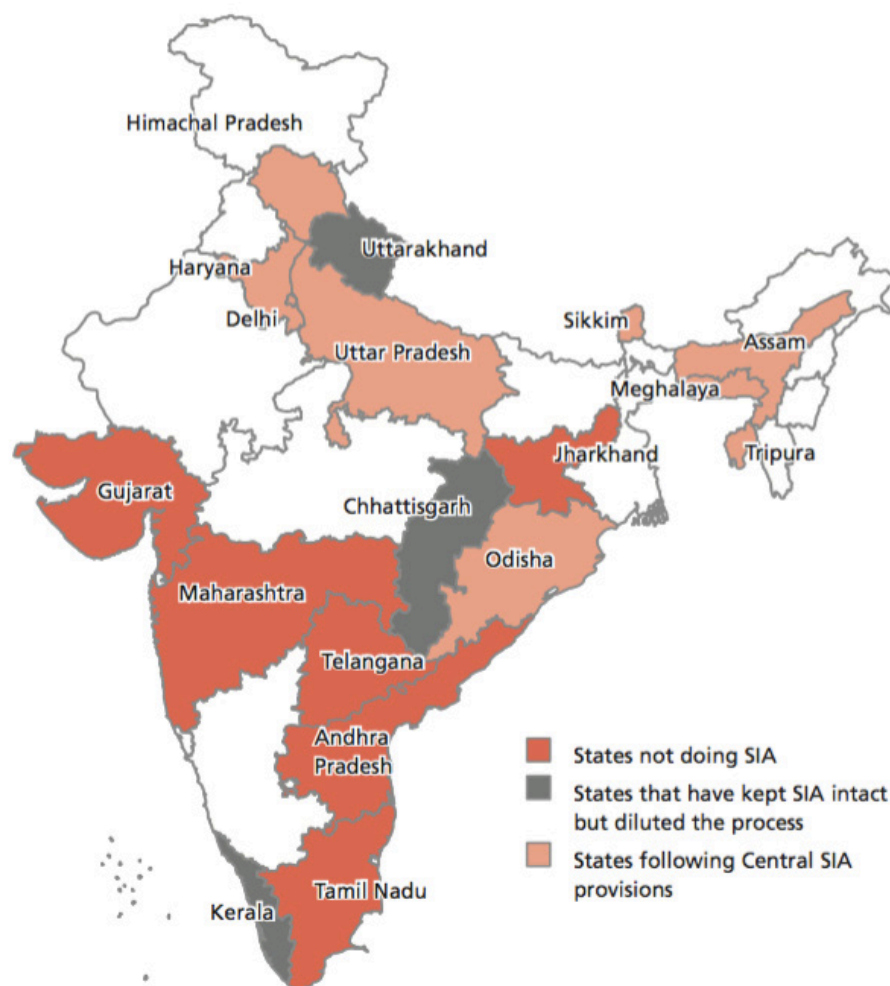 Himachal Pradesh
Uttarakhand
Haryana
Delhi
Uttar Pradesh
Sikkim
Assam
Meghalaya
Tripura
Jharkhand
Gujarat
Chhattisgarh
Odisha
Maharashtra
Telangana
Andhra
Pradesh
Tamil Nadu
Kerala
States not doing SIA
States that have kept SIA intact
but diluted the process
States following Central SIA
provisions